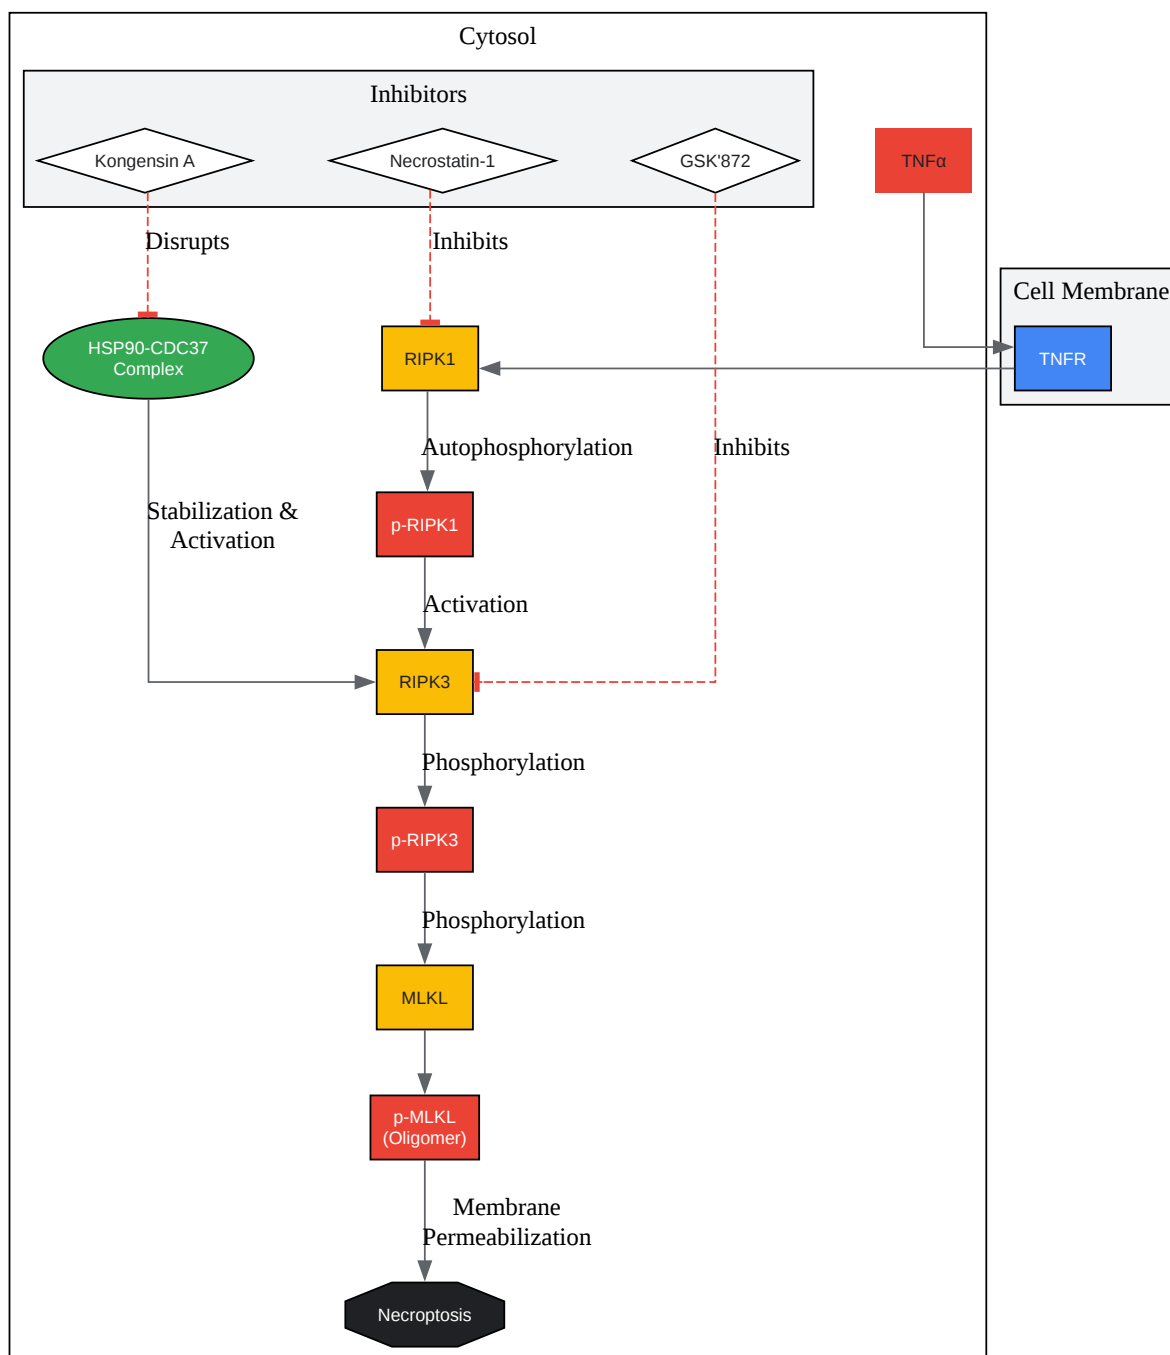 Cytosol
Inhibitors
Kongensin A
Necrostatin-1
GSK'872
TNFα
Disrupts
Inhibits
Cell Membrane
HSP90-CDC37
Complex
RIPK1
TNFR
Autophosphorylation
Inhibits
Stabilization &
Activation
p-RIPK1
Activation
RIPK3
Phosphorylation
p-RIPK3
Phosphorylation
MLKL
p-MLKL
(Oligomer)
Membrane
Permeabilization
Necroptosis